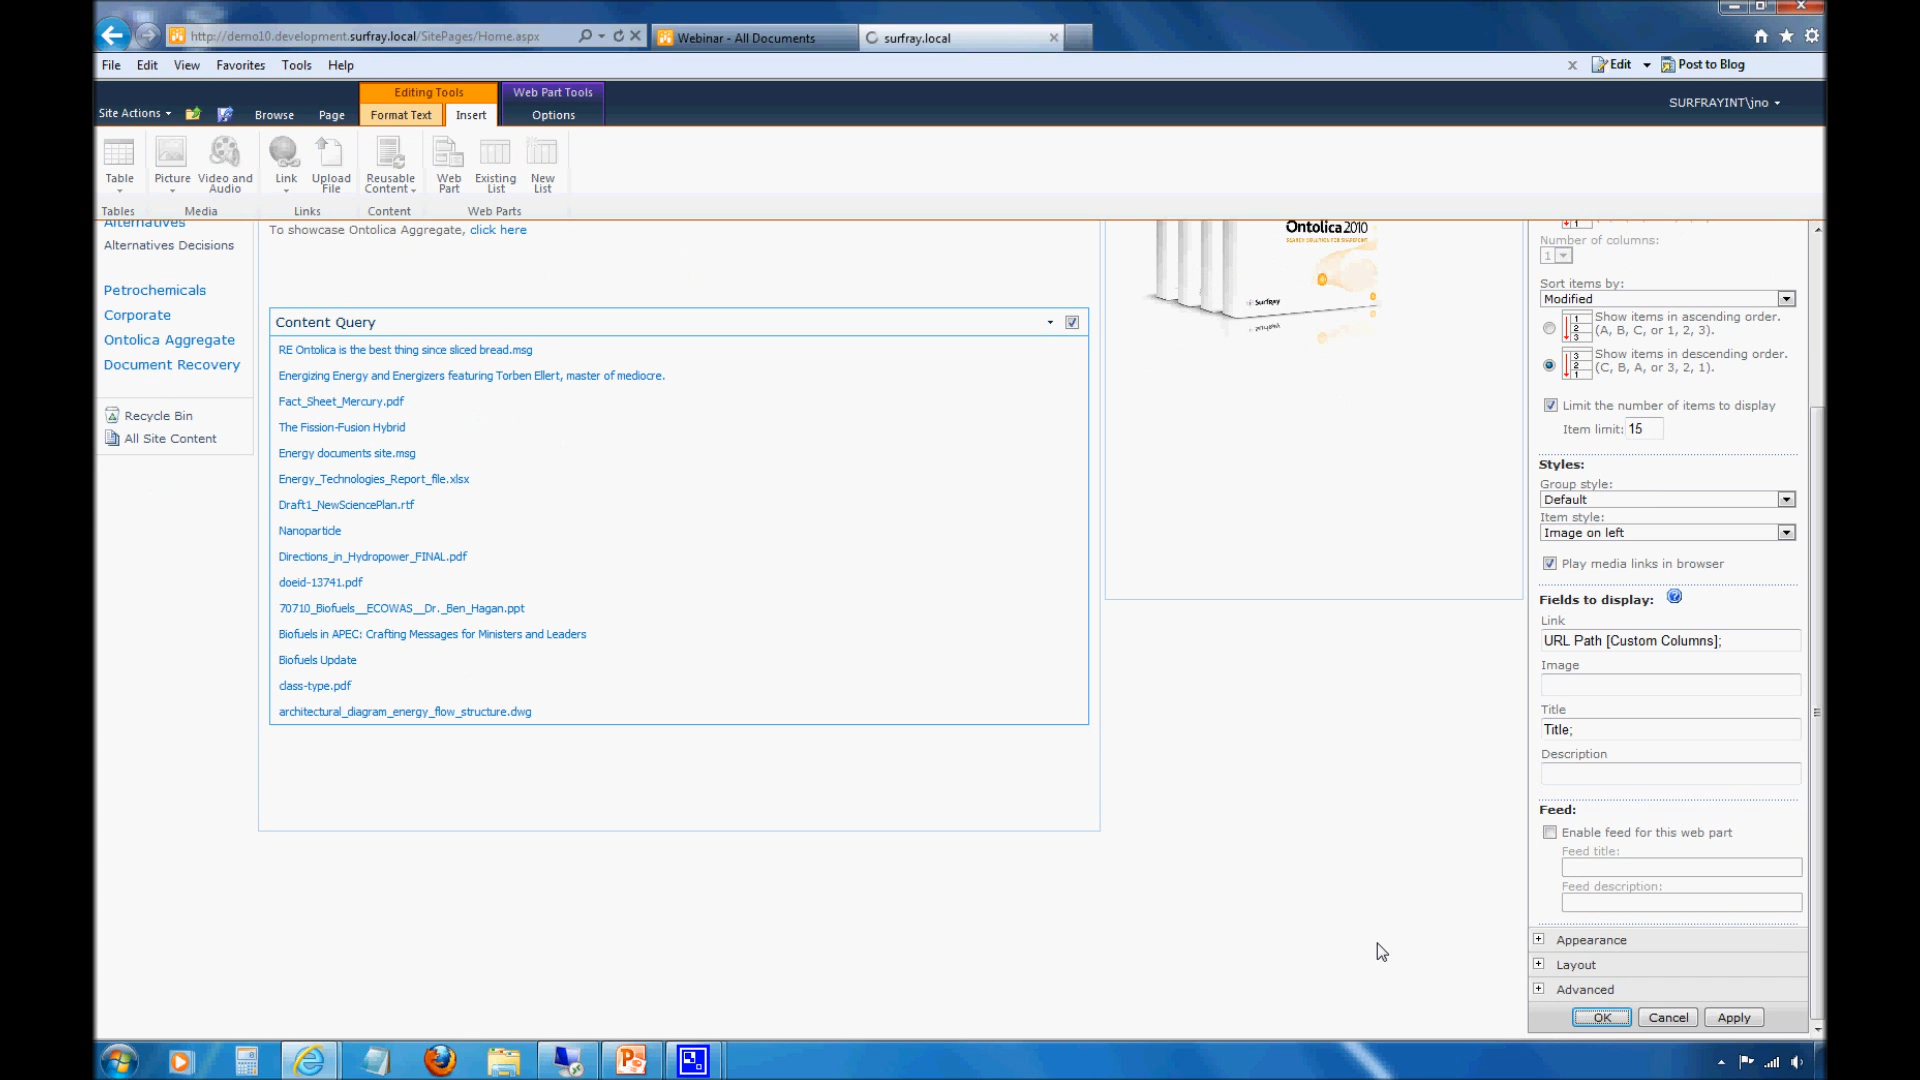 http://demo10.development.surfray.local/SitePages/Home.aspx
Webinar - All Documents
surfray.local
File Edit View Favorites Tools Help
Edit
Post to Blog
Editing Tools
Web Part Tools
Site Actions
Browse
Page
Format Text
Insert
Options
SURFRAYINT\jno
Table
Picture
Video and Audio
Link
Upload File
Reusable Content
Web Part
Existing List
New List
Tables
Media
Links
Content
Web Parts
Alternatives
Alternatives Decisions
Petrochemicals
Corporate
Ontolica Aggregate
Document Recovery
Recycle Bin
All Site Content
To showcase Ontolica Aggregate, click here
Content Query
RE Ontolica is the best thing since sliced bread.msg
Energizing Energy and Energizers featuring Torben Ellert, master of mediocre.
Fact_Sheet_Mercury.pdf
The Fission-Fusion Hybrid
Energy documents site.msg
Energy_Technologies_Report_file.xlsx
Draft1_NewSciencePlan.rtf
Nanoparticle
Directions_in_Hydropower_FINAL.pdf
doeid-13741.pdf
70710_Biofuels__ECOWAS__Dr._Ben_Hagan.ppt
Biofuels in APEC: Crafting Messages for Ministers and Leaders
Biofuels Update
class-type.pdf
architectural_diagram_energy_flow_structure.dwg
Ontolica 2010
SurfRay
Number of columns:
1
Sort items by:
Modified
Show items in ascending order.
(A, B, C, or 1, 2, 3).
Show items in descending order.
(C, B, A, or 3, 2, 1).
Limit the number of items to display
Item limit: 15
Styles:
Group style:
Default
Item style:
Image on left
Play media links in browser
Fields to display:
Link
URL Path [Custom Columns];
Image
Title
Title;
Description
Feed:
Enable feed for this web part
Feed title:
Feed description:
Appearance
Layout
Advanced
OK
Cancel
Apply